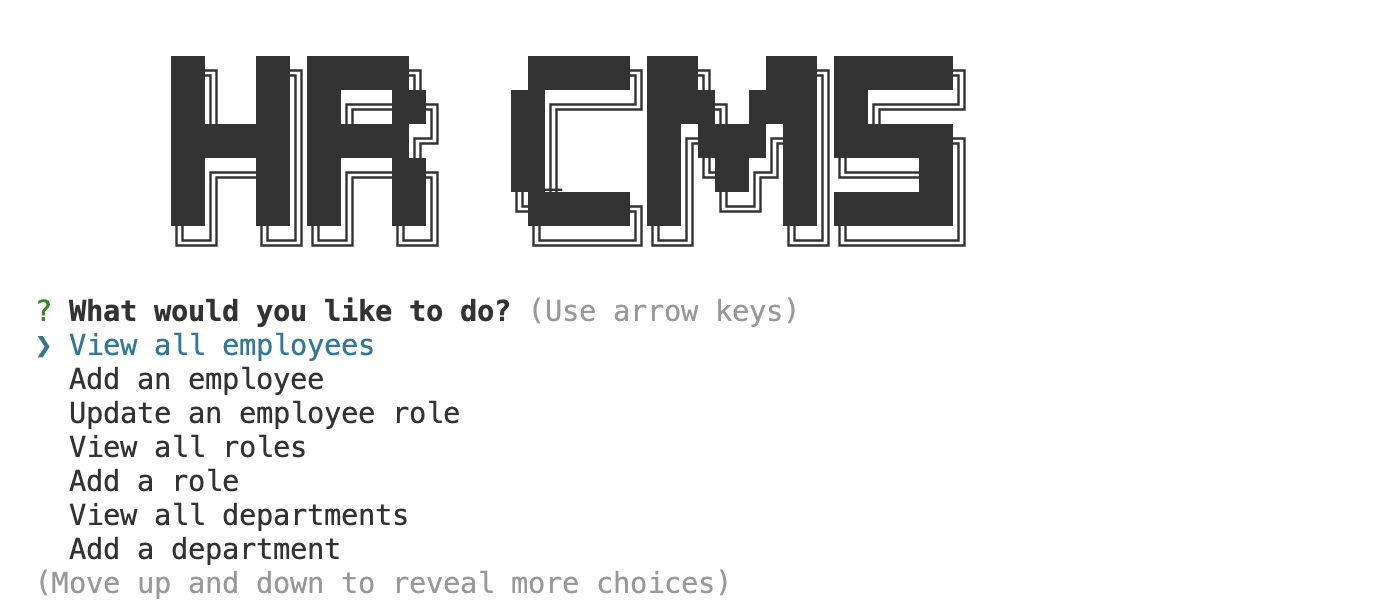 HR CMS
? What would you like to do? (Use arrow keys)
❯ View all employees
Add an employee
Update an employee role
View all roles
Add a role
View all departments
Add a department
(Move up and down to reveal more choices)